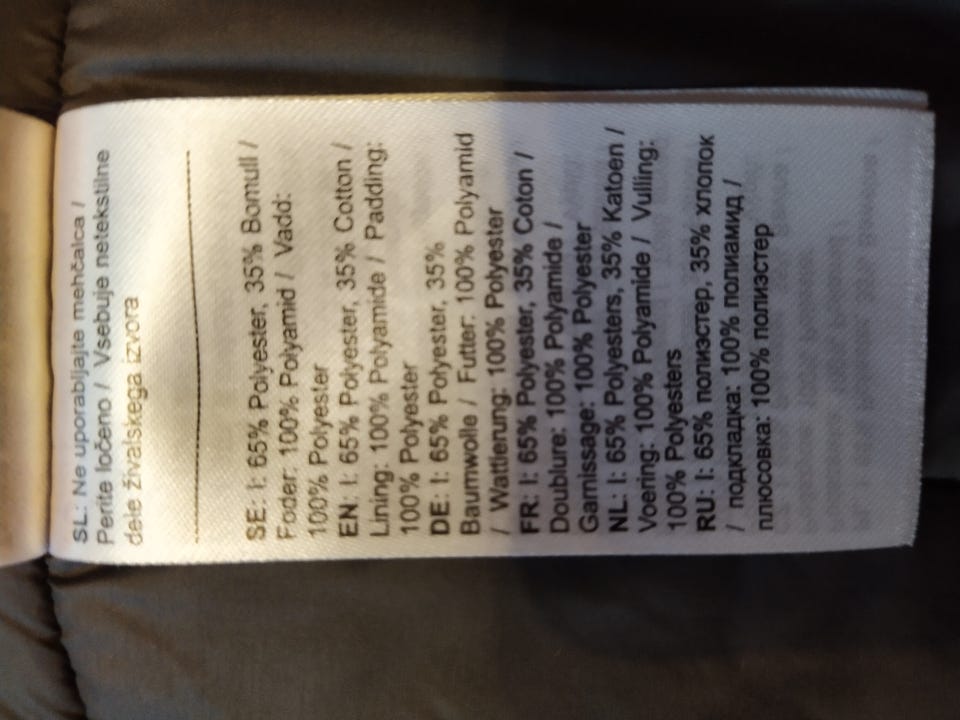 SL: Ne uporabljajte mehčalca /
Perite ločeno / Vsebuje netekstilne
dele živalskega izvora
SE: I: 65% Polyester, 35% Bomull /
Foder: 100% Polyamid / Vadd:
100% Polyester
EN: I: 65% Polyester, 35% Cotton /
Lining: 100% Polyamide / Padding:
100% Polyester
DE: I: 65% Polyester, 35%
Baumwolle / Futter: 100% Polyamid
/ Wattierung: 100% Polyester
FR: I: 65% Polyester, 35% Coton /
Doublure: 100% Polyamide /
Garnissage: 100% Polyester
NL: I: 65% Polyesters, 35% Katoen /
Voering: 100% Polyamide / Vulling:
100% Polyesters
RU: I: 65% полиэстер, 35% хлопок
/ подкладка: 100% полиамид /
плюсовка: 100% полиэстер